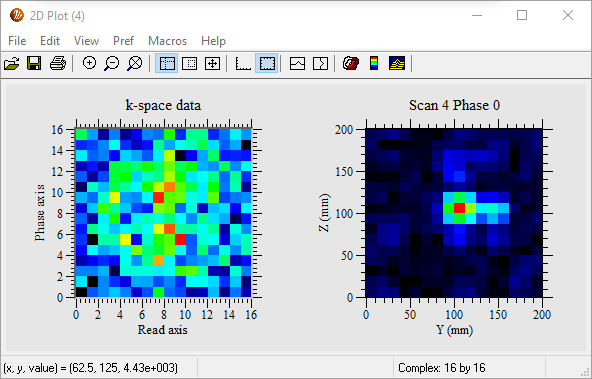 2D Plot (4)
File Edit View Pref Macros Help
k-space data
Phase axis
16
14
12
10
8
6
4
2
0
0 2 4 6 8 10 12 14 16
Read axis
Scan 4 Phase 0
Z (mm)
200
150
100
50
0
0 50 100 150 200
Y (mm)
(x, y, value) = (62.5, 125, 4.43e+003)
Complex: 16 by 16